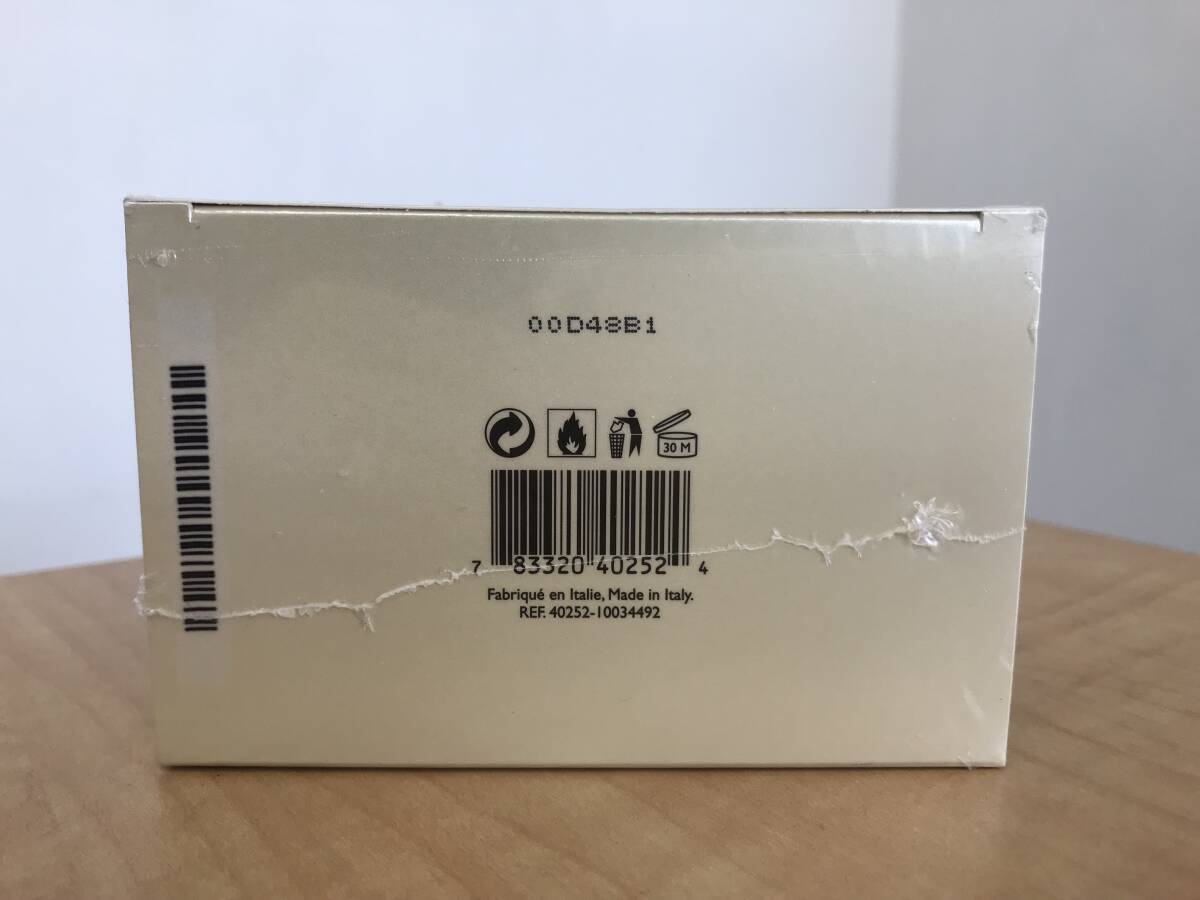 00D48B1
30 M
7 83320 40252 4
Fabriqué en Italie, Made in Italy.
REF. 40252-10034492